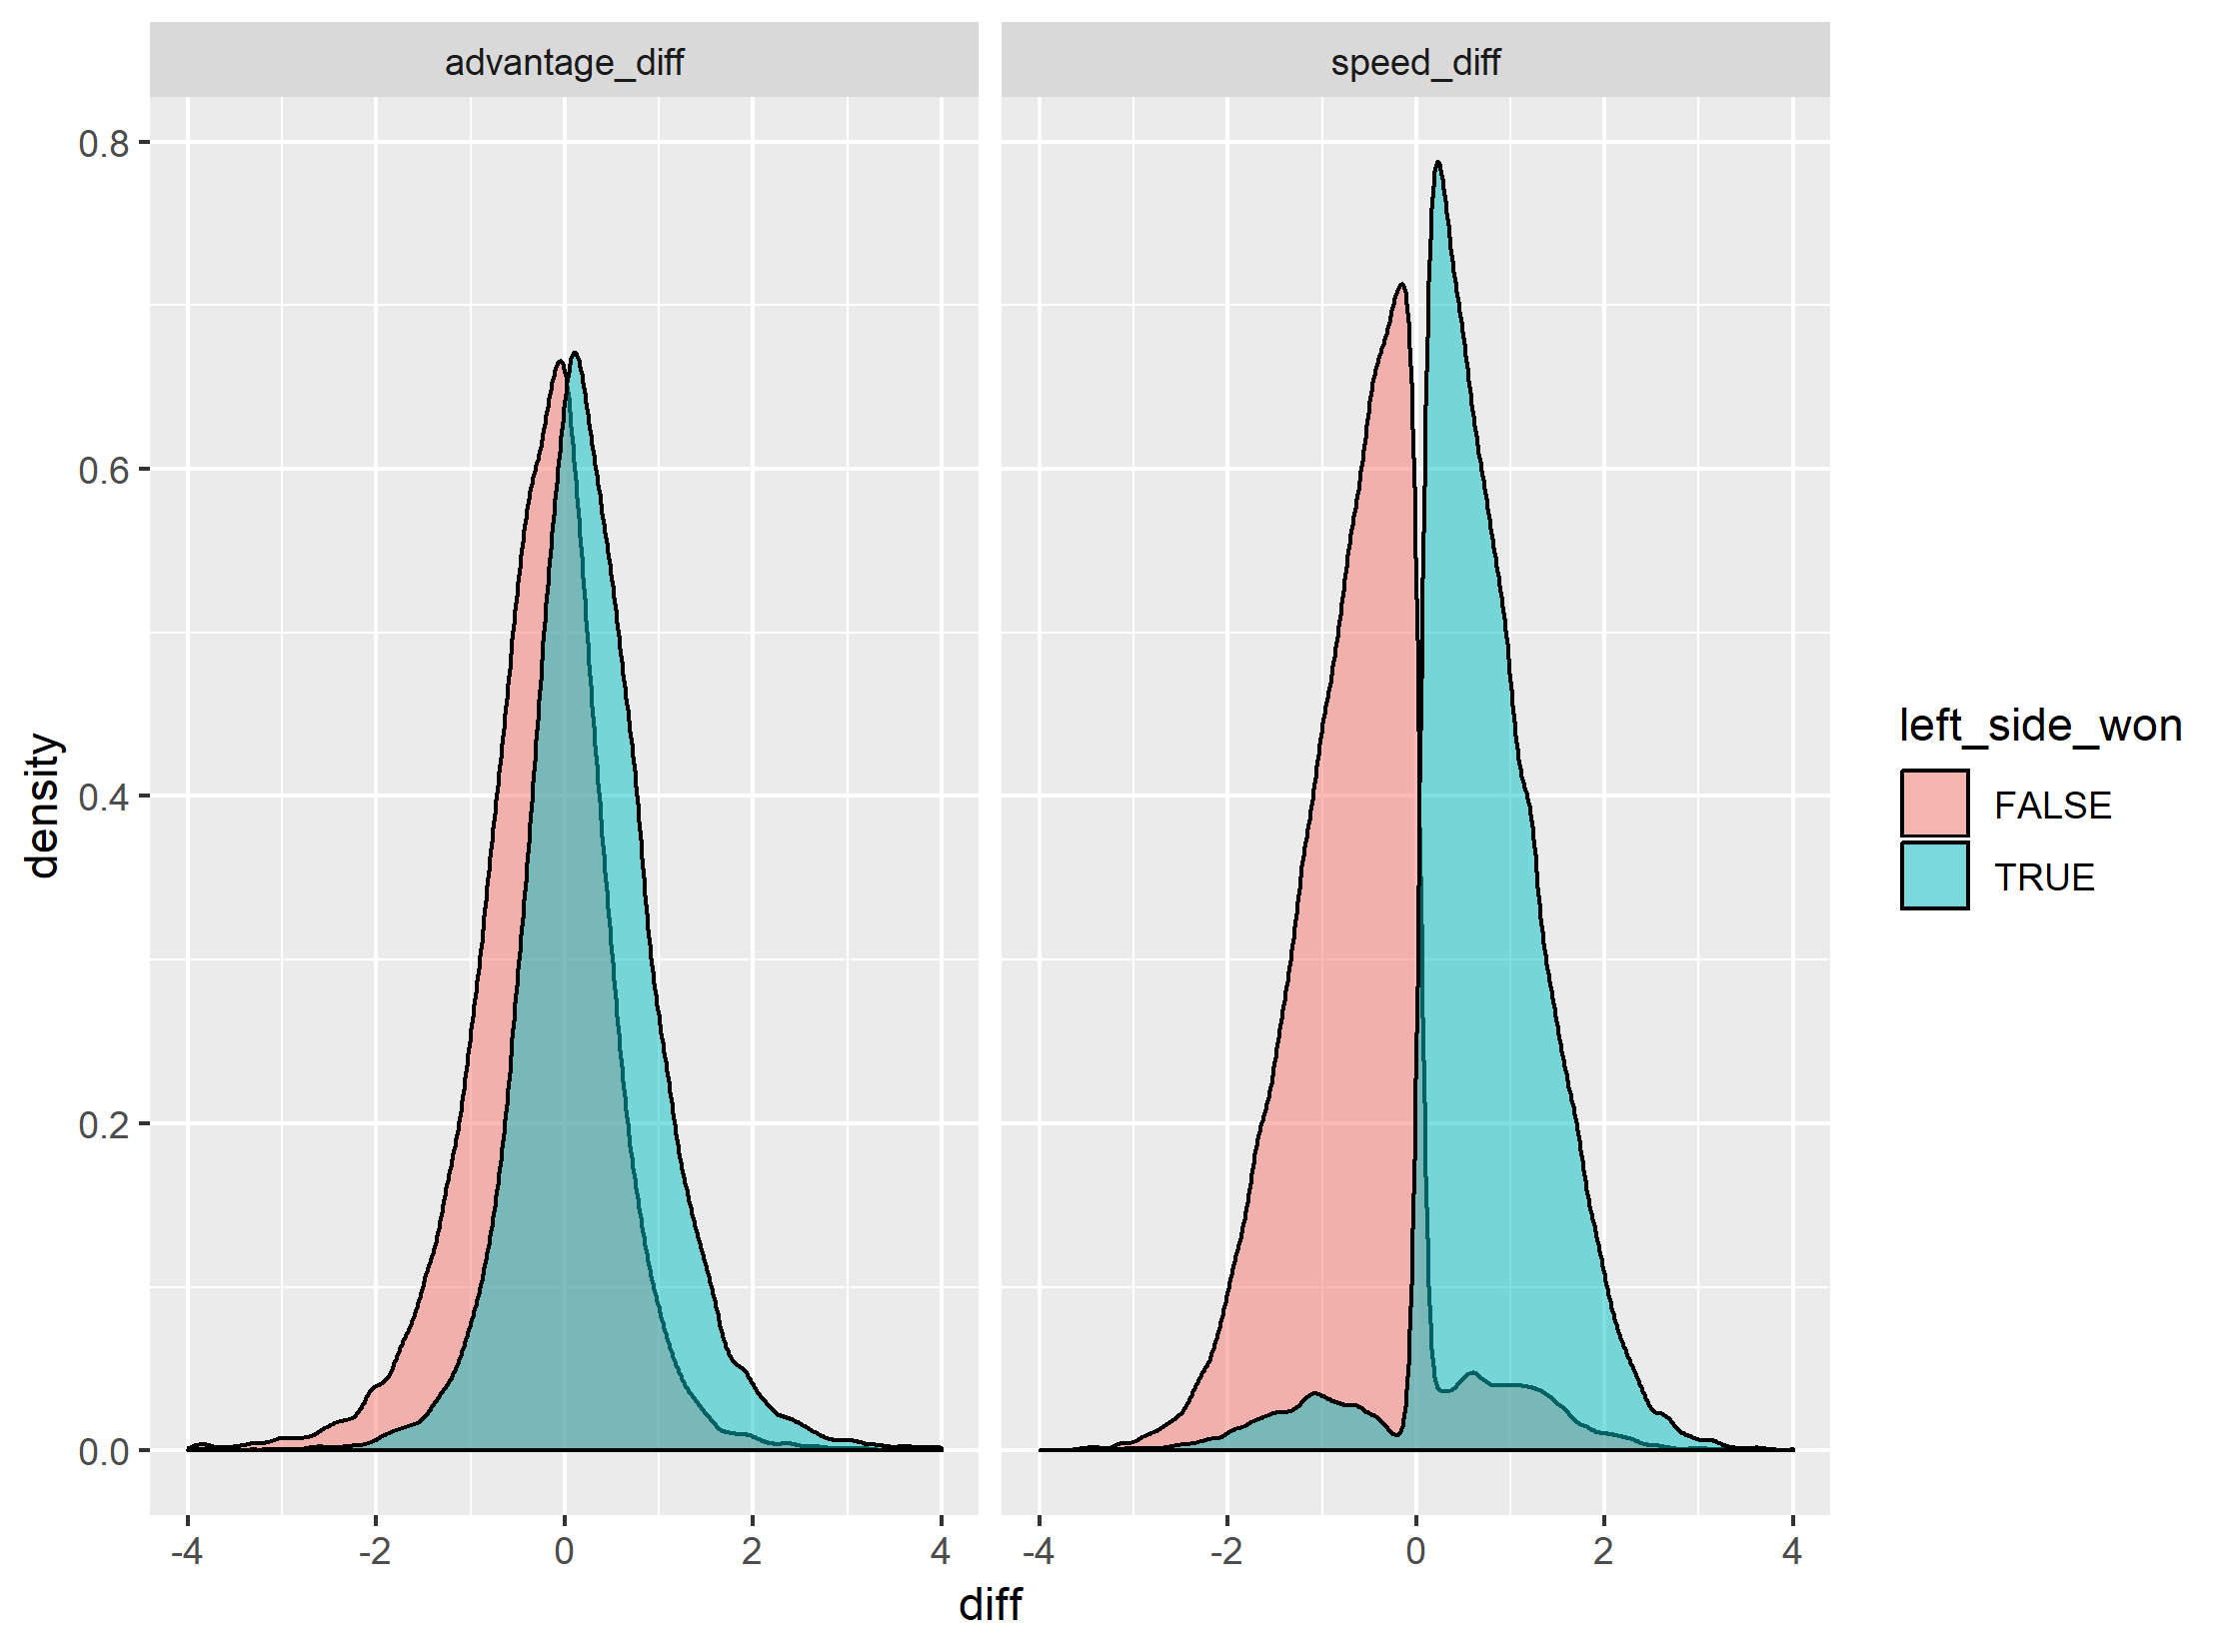 advantage_diff
speed_diff
0.8
0.6
0.4
0.2
0.0
density
-4 -2 0 2 4
-4 -2 0 2 4
diff
left_side_won
FALSE
TRUE